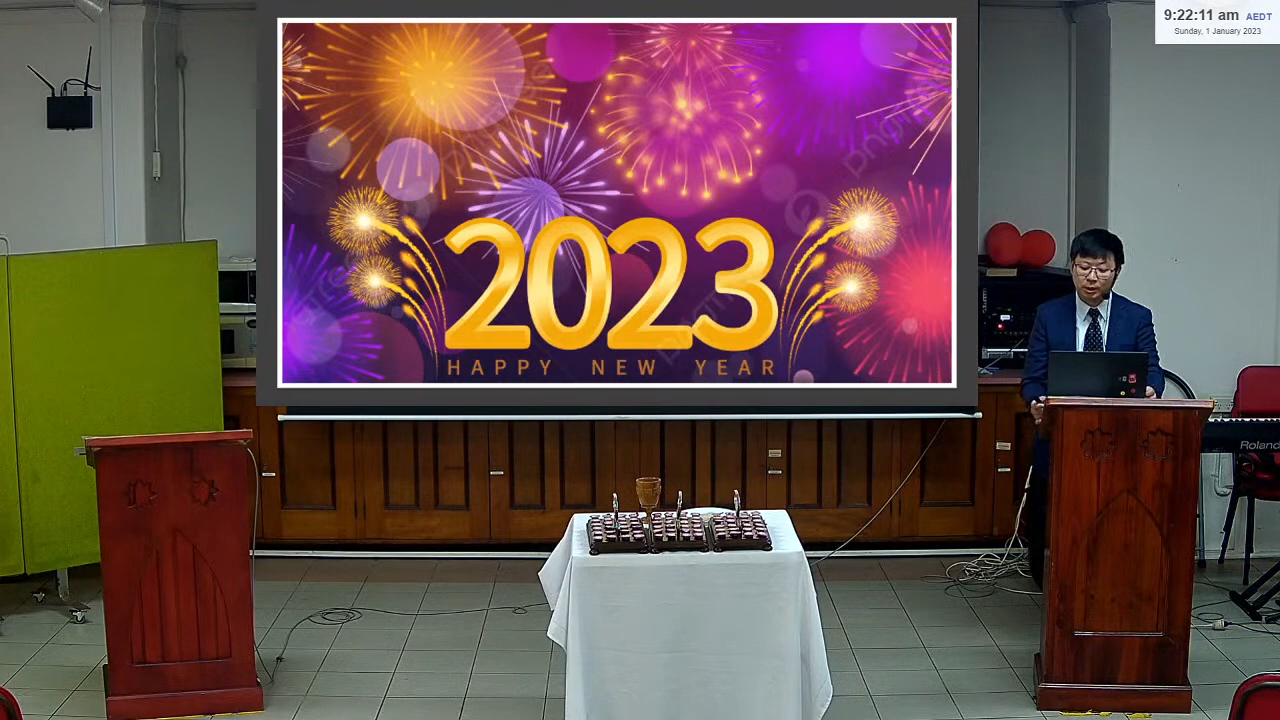 9:22:11 am AEDT
Sunday, 1 January 2023
2023
HAPPY NEW YEAR
Roland